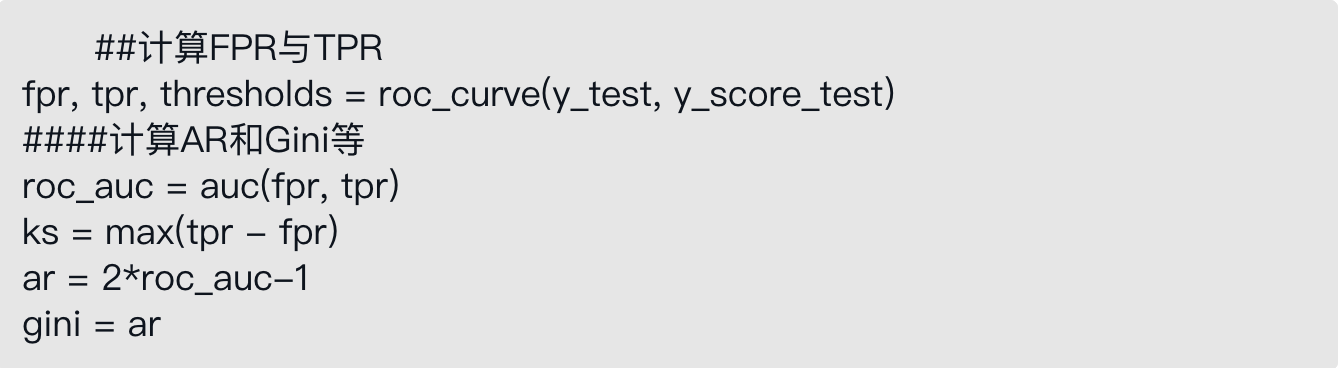 ##计算FPR与TPR
fpr, tpr, thresholds = roc_curve(y_test, y_score_test)
####计算AR和Gini等
roc_auc = auc(fpr, tpr)
ks = max(tpr – fpr)
ar = 2*roc_auc–1
gini = ar